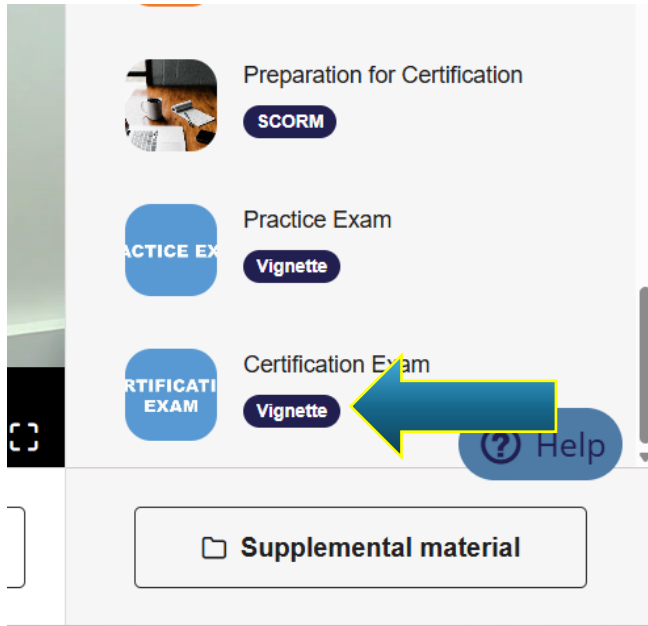 Preparation for Certification
SCORM
ACTICE EX
Practice Exam
Vignette
RTIFICATI
EXAM
Certification Exam
Vignette
Help
Supplemental material